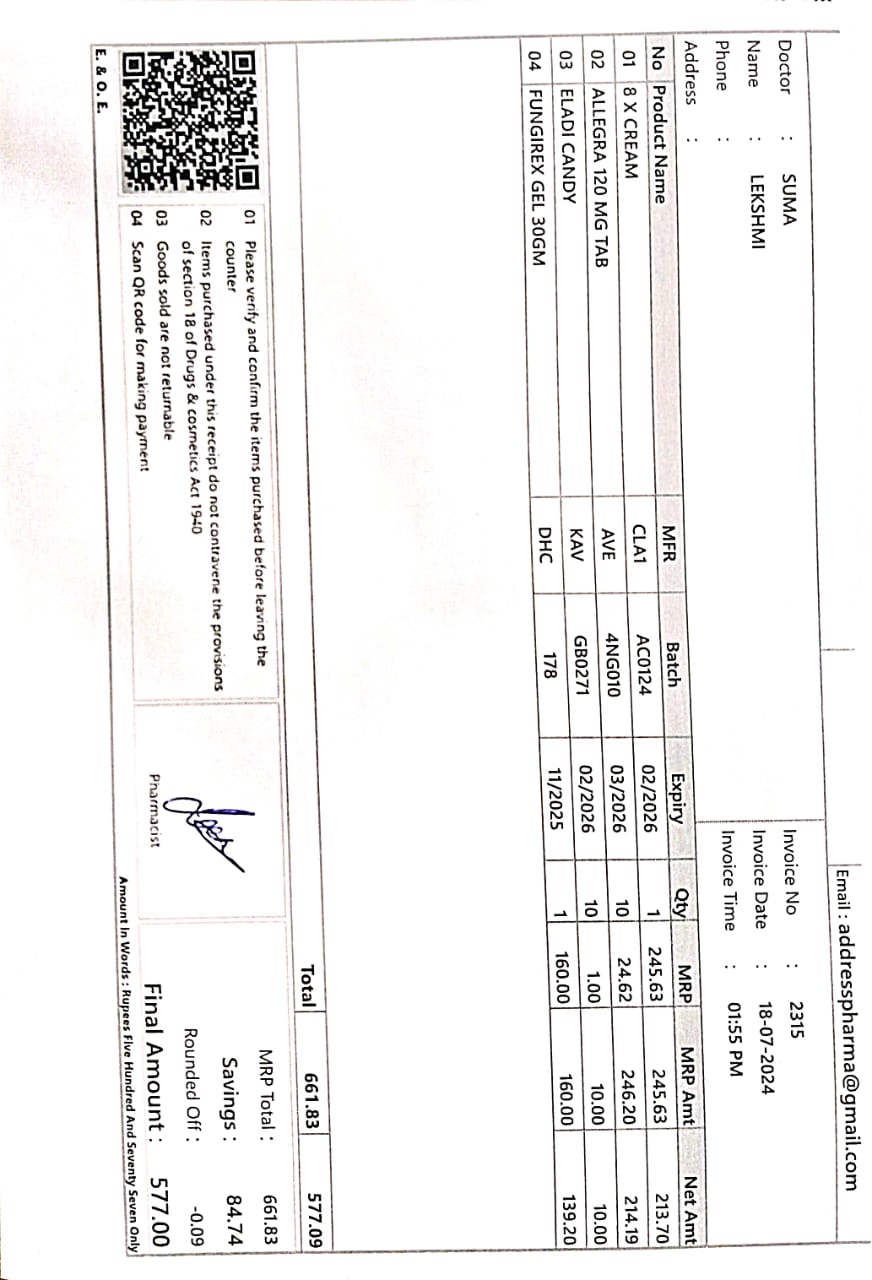 Email : addresspharma@gmail.com
Doctor : SUMA
Name : LEKSHMI
Phone :
Address :
Invoice No : 2315
Invoice Date : 18-07-2024
Invoice Time : 01:55 PM
No Product Name MFR Batch Expiry Qty MRP MRP Amt Net Amt
01 8 X CREAM CLA1 AC0124 02/2026 1 245.63 245.63 213.70
02 ALLEGRA 120 MG TAB AVE 4NG010 03/2026 10 24.62 246.20 214.19
03 ELADI CANDY KAV GB0271 02/2026 10 1.00 10.00 10.00
04 FUNGIREX GEL 30GM DHC 178 11/2025 1 160.00 160.00 139.20
Total 661.83 577.09
01 Please verify and confirm the items purchased before leaving the
counter
02 Items purchased under this receipt do not contravene the provisions
of section 18 of Drugs & cosmetics Act 1940
03 Goods sold are not returnable
04 Scan QR code for making payment
Pharmacist
MRP Total : 661.83
Savings : 84.74
Rounded Off : -0.09
Final Amount : 577.00
Amount In Words : Rupees Five Hundred And Seventy Seven Only
E. & O. E.